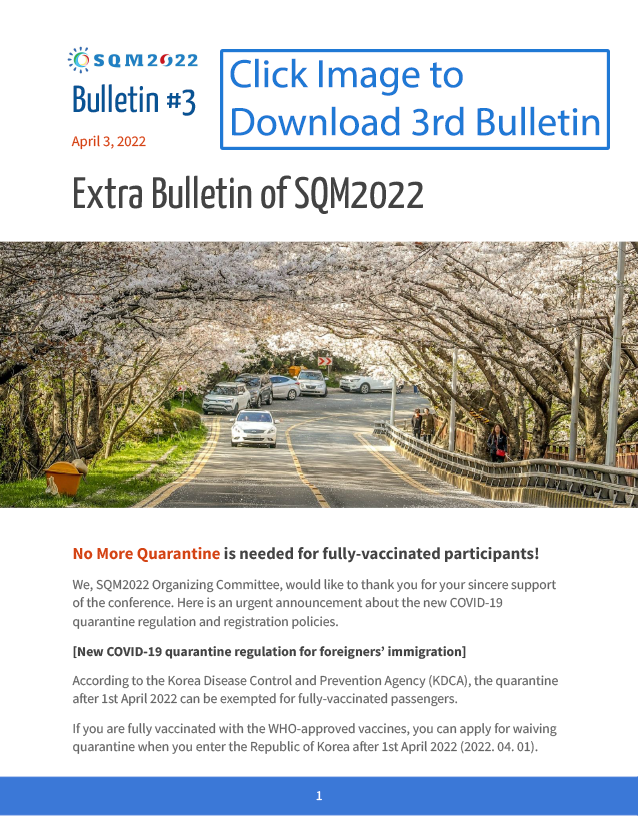 SQM2022
Bulletin #3
April 3, 2022
Click Image to
Download 3rd Bulletin
Extra Bulletin of SQM2022
No More Quarantine is needed for fully-vaccinated participants!
We, SQM2022 Organizing Committee, would like to thank you for your sincere support
of the conference. Here is an urgent announcement about the new COVID-19
quarantine regulation and registration policies.
[New COVID-19 quarantine regulation for foreigners’ immigration]
According to the Korea Disease Control and Prevention Agency (KDCA), the quarantine
after 1st April 2022 can be exempted for fully-vaccinated passengers.
If you are fully vaccinated with the WHO-approved vaccines, you can apply for waiving
quarantine when you enter the Republic of Korea after 1st April 2022 (2022. 04. 01).
1